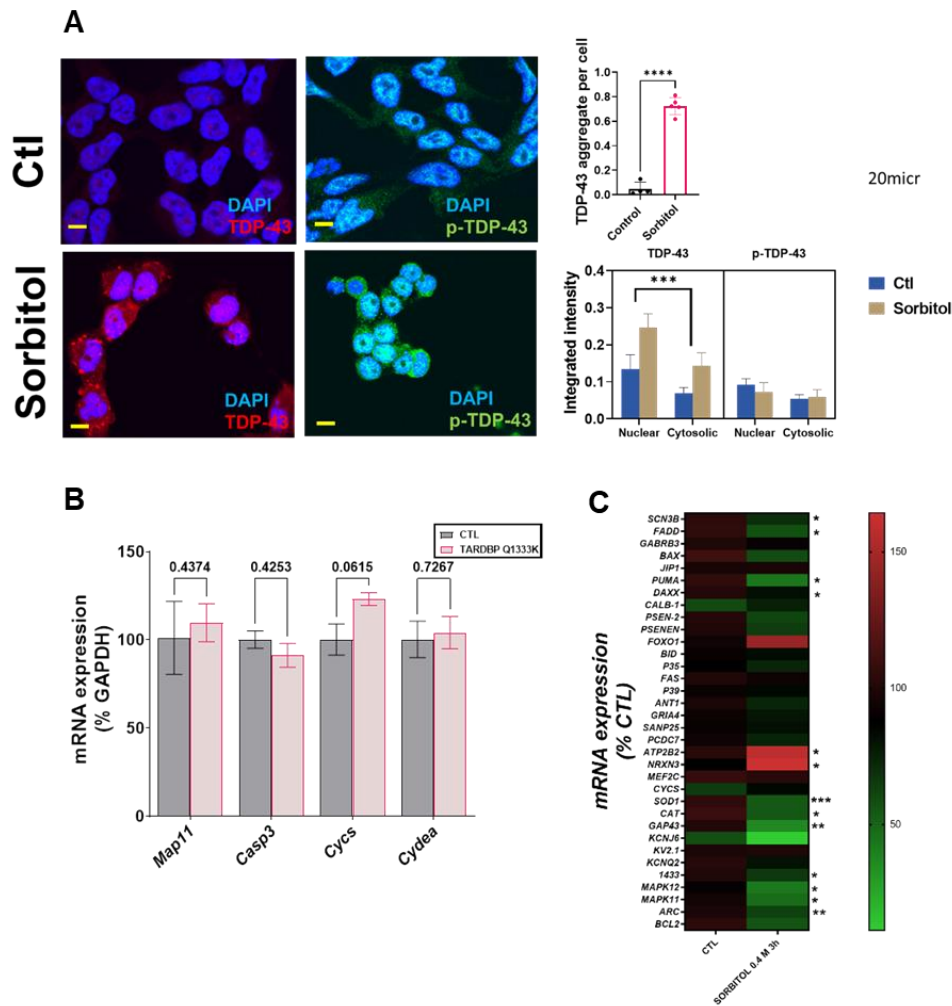 A
Ctl
DAPI
TDP-43
DAPI
p-TDP-43
Sorbitol
DAPI
TDP-43
DAPI
p-TDP-43
TDP-43 aggregate per cell
1.0
0.8
0.6
0.4
0.2
0.0
****
Control
Sorbitol
20micr
TDP-43
p-TDP-43
Integrated intensity
0.4
0.3
0.2
0.1
0.0
***
Nuclear
Cytosolic
Nuclear
Cytosolic
Ctl
Sorbitol
B
CTL
TARDBP Q1333K
mRNA expression
(% GAPDH)
150
100
50
0
0.4374
0.4253
0.0615
0.7267
Map11
Casp3
Cycs
Cydea
C
mRNA expression
(% CTL)
SCN3B *
FADD *
GABRB3
BAX
JIP1
PUMA *
DAXX *
CALB-1
PSEN-2
PSENEN
FOXO1
BID
P35
FAS
P39
ANT1
GRIA4
SANP25
PCDC7
ATP2B2 *
NRXN3 *
MEF2C
CYCS
SOD1 ***
CAT *
GAP43 **
KCNJ6
KV2.1
KCNQ2
1433 *
MAPK12 *
MAPK11 *
ARC **
BCL2
CTL
SORBITOL 0.4 M 3h
150
100
50